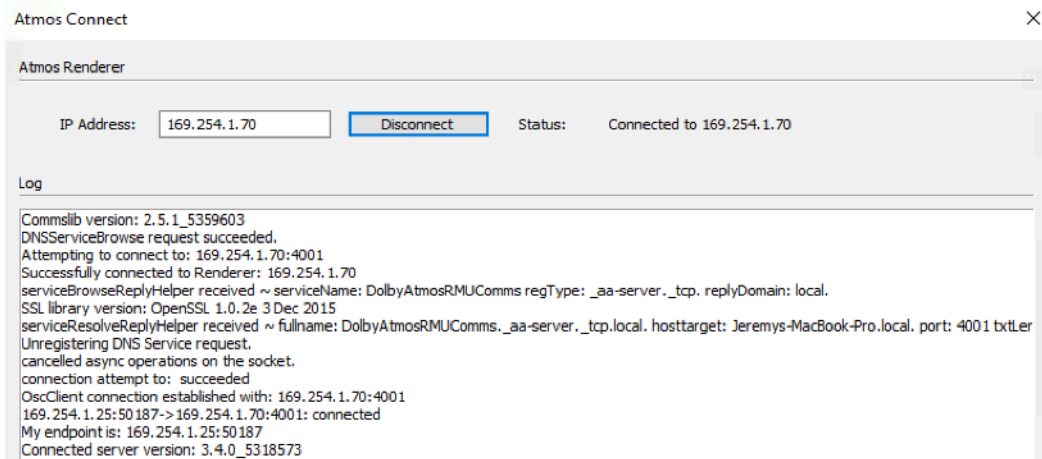 Atmos Connect
Atmos Renderer
IP Address: 169.254.1.70 Disconnect Status: Connected to 169.254.1.70
Log
Commslib version: 2.5.1_5359603
DNSServiceBrowse request succeeded.
Attempting to connect to: 169.254.1.70:4001
Successfully connected to Renderer: 169.254.1.70
serviceBrowseReplyHelper received ~ serviceName: DolbyAtmosRMUComms regType: _aa-server._tcp. replyDomain: local.
SSL library version: OpenSSL 1.0.2e 3 Dec 2015
serviceResolveReplyHelper received ~ fullname: DolbyAtmosRMUComms._aa-server._tcp.local. hosttarget: Jeremys-MacBook-Pro.local. port: 4001 txtLer
Unregistering DNS Service request.
cancelled async operations on the socket.
connection attempt to:  succeeded
OscClient connection established with: 169.254.1.70:4001
169.254.1.25:50187->169.254.1.70:4001: connected
My endpoint is: 169.254.1.25:50187
Connected server version: 3.4.0_5318573